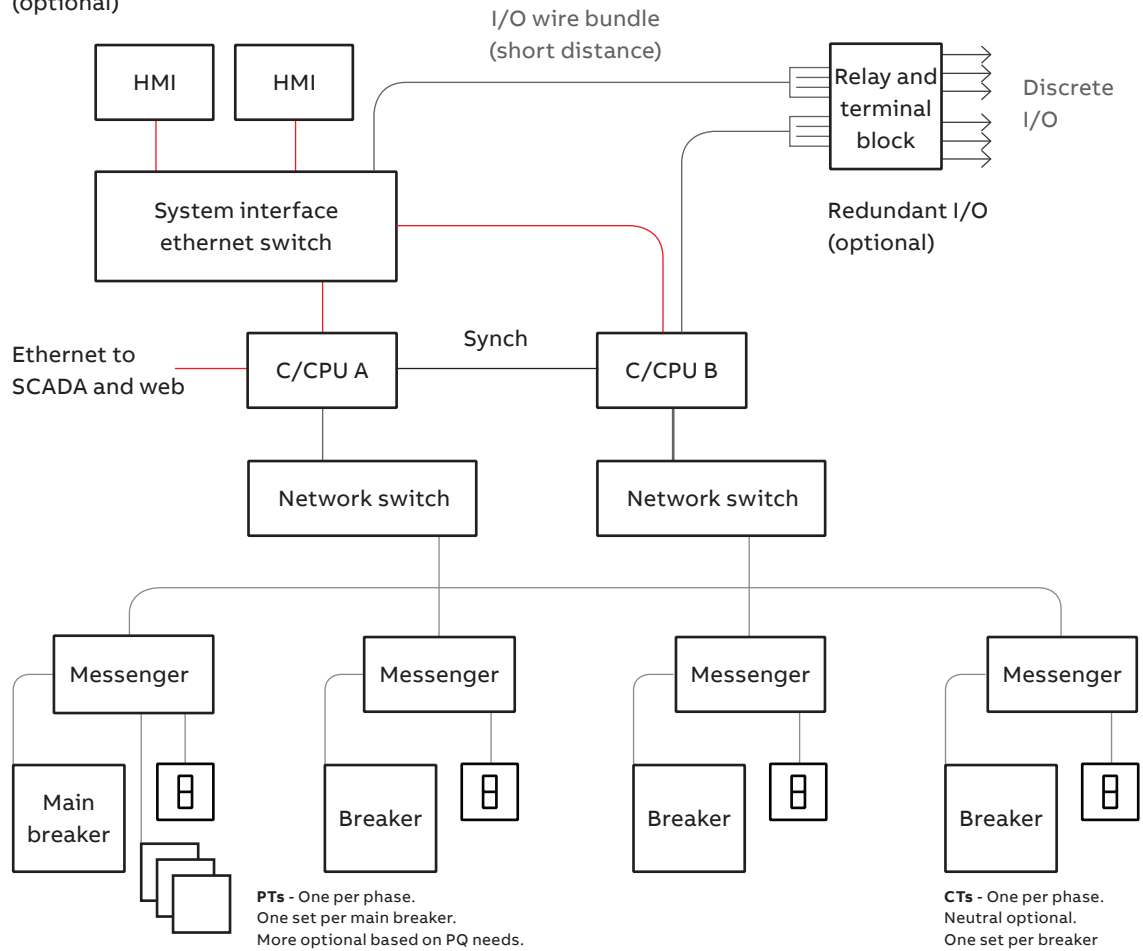 (optional)
I/O wire bundle
(short distance)
HMI
HMI
Relay and
terminal
block
Discrete
I/O
System interface
ethernet switch
Redundant I/O
(optional)
Ethernet to
SCADA and web
C/CPU A
Synch
C/CPU B
Network switch
Network switch
Messenger
Messenger
Messenger
Messenger
Main
breaker
Breaker
Breaker
Breaker
PTs - One per phase.
One set per main breaker.
More optional based on PQ needs.
CTs - One per phase.
Neutral optional.
One set per breaker